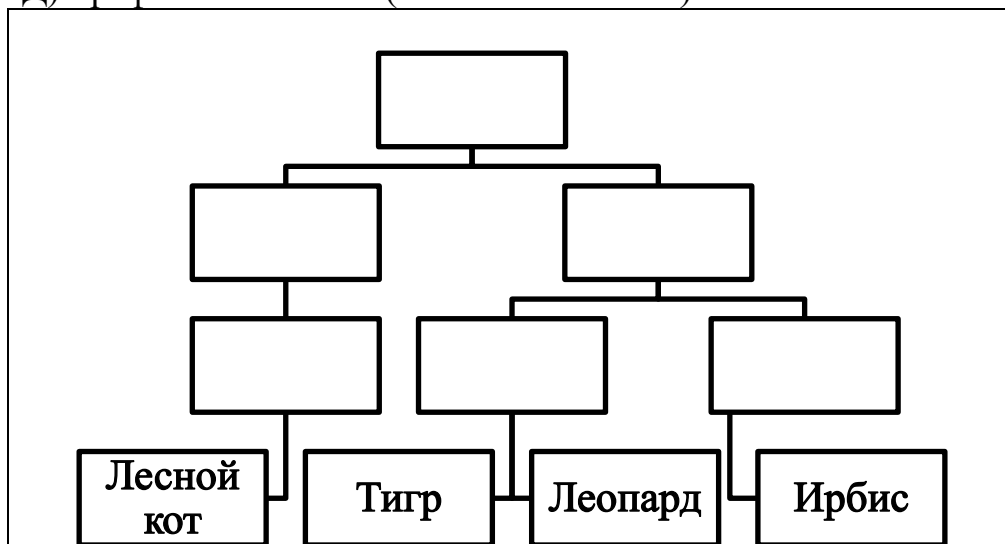 Лесной
кот
Тигр
Леопард
Ирбис